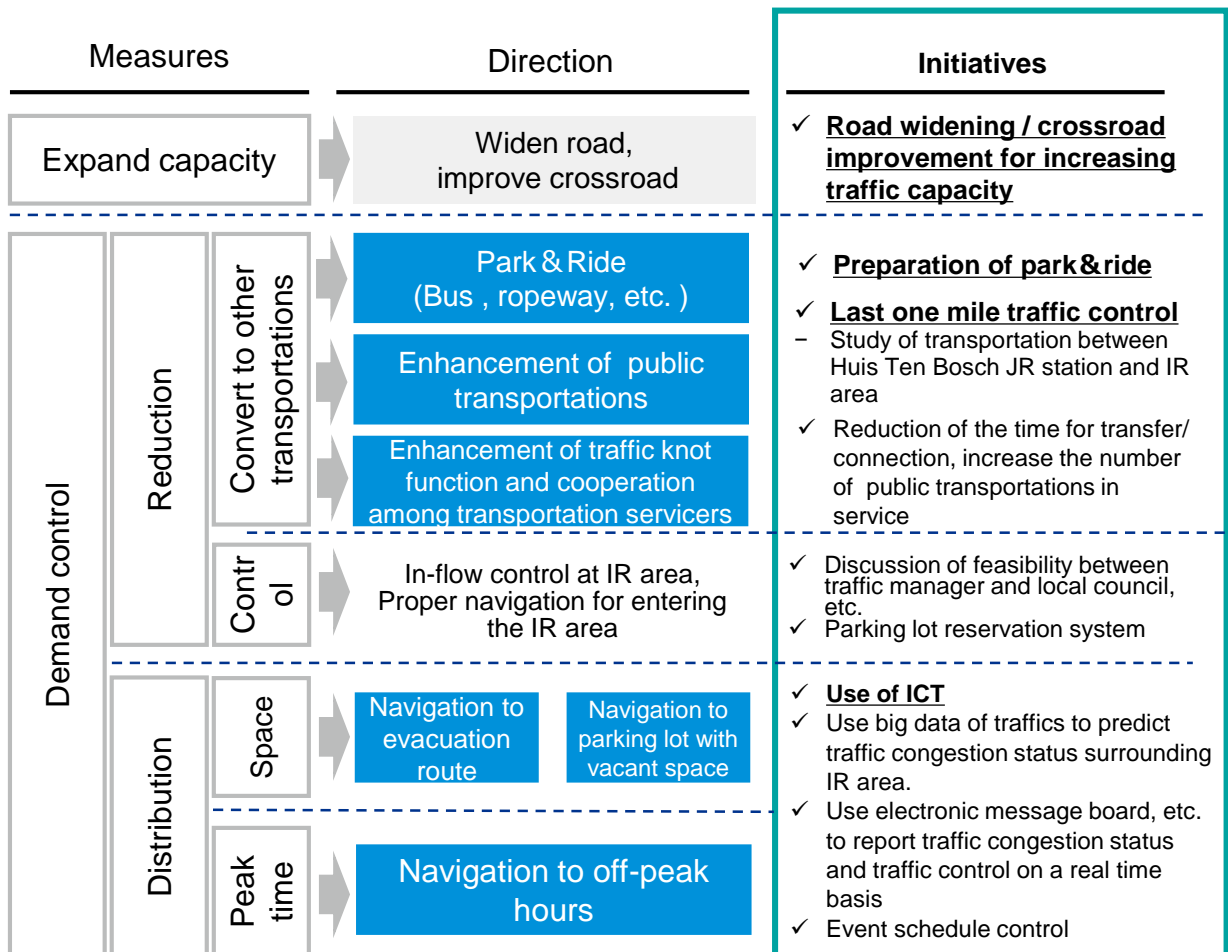 Measures
Direction
Initiatives
Expand capacity
Widen road,
improve crossroad
✓ Road widening / crossroad
improvement for increasing
traffic capacity
Demand control
Reduction
Convert to other
transportations
Park＆Ride
(Bus , ropeway, etc. )
Enhancement of public
transportations
Enhancement of traffic knot
function and cooperation
among transportation servicers
✓ Preparation of park&ride
✓ Last one mile traffic control
− Study of transportation between
Huis Ten Bosch JR station and IR
area
✓ Reduction of the time for transfer/
connection, increase the number
of public transportations in
service
Contr
ol
In-flow control at IR area,
Proper navigation for entering
the IR area
✓ Discussion of feasibility between
traffic manager and local council,
etc.
✓ Parking lot reservation system
Distribution
Space
Navigation to
evacuation
route
Navigation to
parking lot with
vacant space
Peak
time
Navigation to off-peak
hours
✓ Use of ICT
✓ Use big data of traffics to predict
traffic congestion status surrounding
IR area.
✓ Use electronic message board, etc.
to report traffic congestion status
and traffic control on a real time
basis
✓ Event schedule control